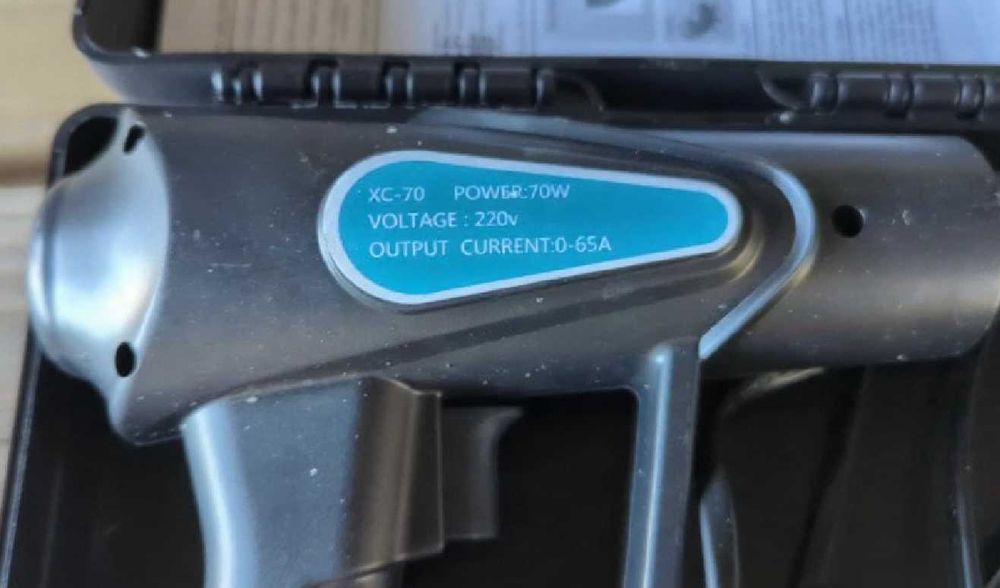 XC-70 POWER:70W
VOLTAGE : 220v
OUTPUT CURRENT:0-65A